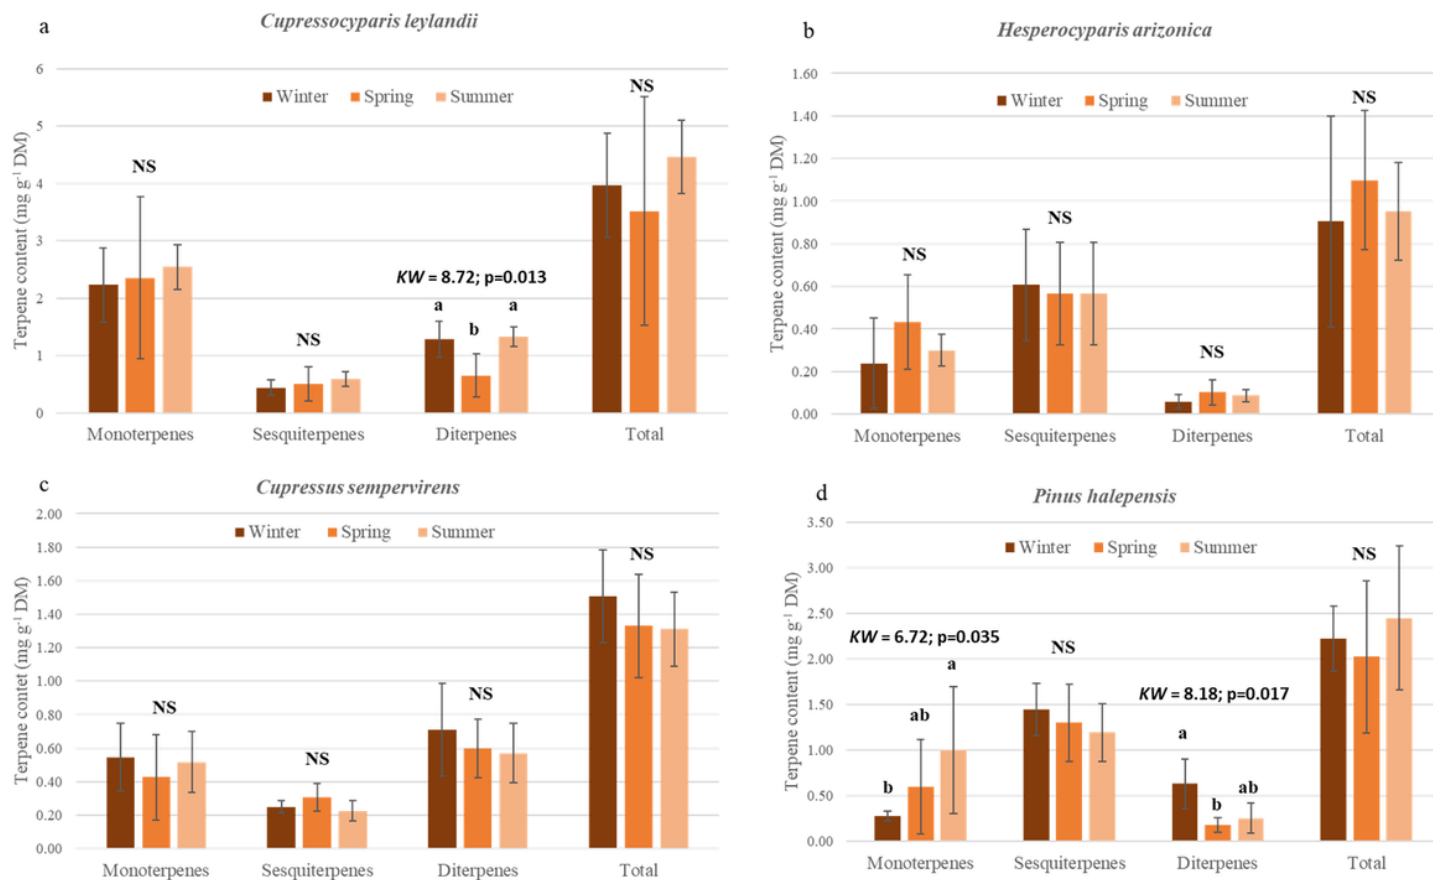 a
Cupressocyparis leylandii
6
5
4
3
2
1
0
Terpene content (mg g⁻¹ DM)
Winter Spring Summer
NS
NS
KW = 8.72; p=0.013
a b a
NS
Monoterpenes Sesquiterpenes Diterpenes Total
b
Hesperocyparis arizonica
1.60
1.40
1.20
1.00
0.80
0.60
0.40
0.20
0.00
Terpene content (mg g⁻¹ DM)
Winter Spring Summer
NS
NS
NS
NS
Monoterpenes Sesquiterpenes Diterpenes Total
c
Cupressus sempervirens
2.00
1.80
1.60
1.40
1.20
1.00
0.80
0.60
0.40
0.20
0.00
Terpene contet (mg g⁻¹ DM)
Winter Spring Summer
NS
NS
NS
NS
Monoterpenes Sesquiterpenes Diterpenes Total
d
Pinus halepensis
3.50
3.00
2.50
2.00
1.50
1.00
0.50
0.00
Terpene content (mg g⁻¹ DM)
Winter Spring Summer
KW = 6.72; p=0.035
b ab a
NS
KW = 8.18; p=0.017
a b ab
NS
Monoterpenes Sesquiterpenes Diterpenes Total